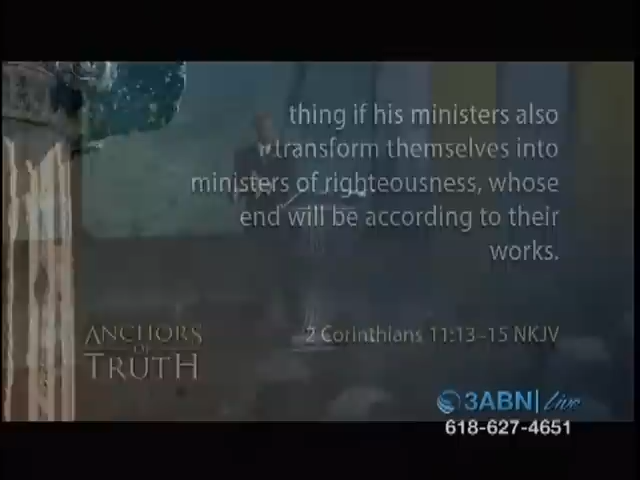 thing if his ministers also
transform themselves into
ministers of righteousness, whose
end will be according to their
works.
2 Corinthians 11:13–15 NKJV
ANCHORS
OF
TRUTH
3ABN Live
618-627-4651